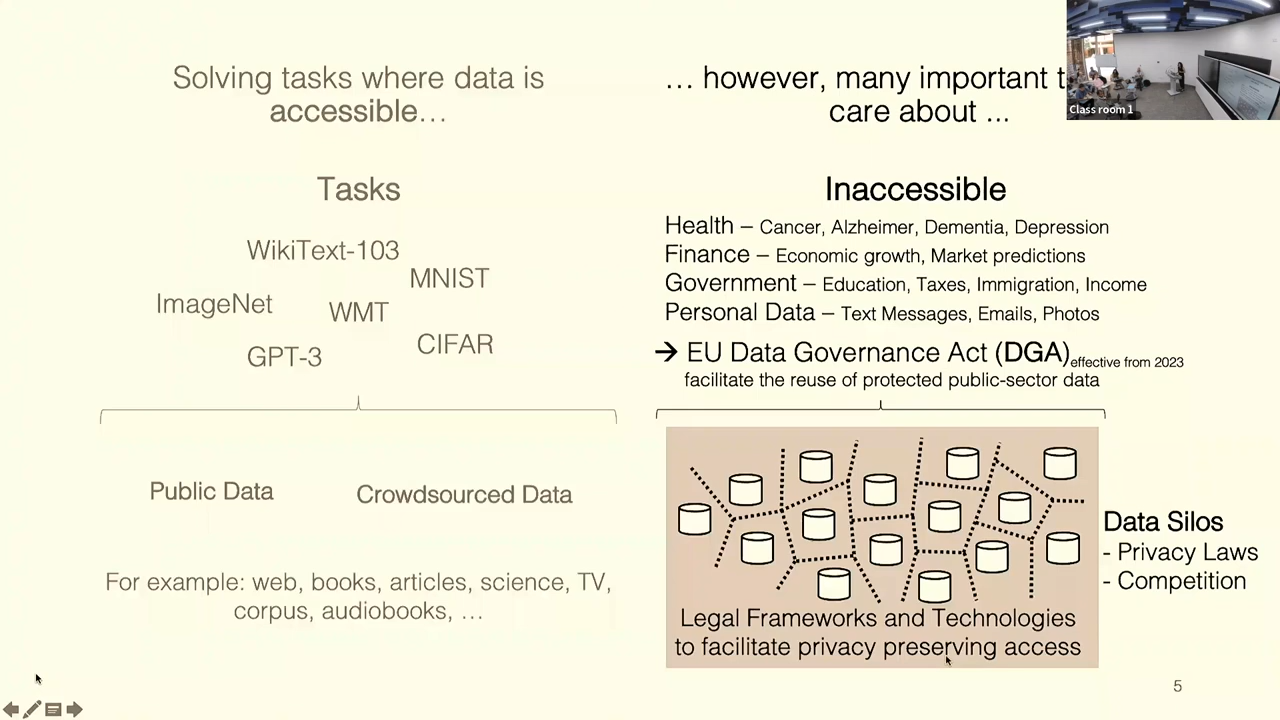 Solving tasks where data is
accessible…
Tasks
WikiText-103
MNIST
ImageNet
WMT
CIFAR
GPT-3
Public Data
Crowdsourced Data
For example: web, books, articles, science, TV,
corpus, audiobooks, …
… however, many important
care about ...
Inaccessible
Health – Cancer, Alzheimer, Dementia, Depression
Finance – Economic growth, Market predictions
Government – Education, Taxes, Immigration, Income
Personal Data – Text Messages, Emails, Photos
→ EU Data Governance Act (DGA) effective from 2023
facilitate the reuse of protected public-sector data
Data Silos
- Privacy Laws
- Competition
Legal Frameworks and Technologies
to facilitate privacy preserving access
Class room 1
5